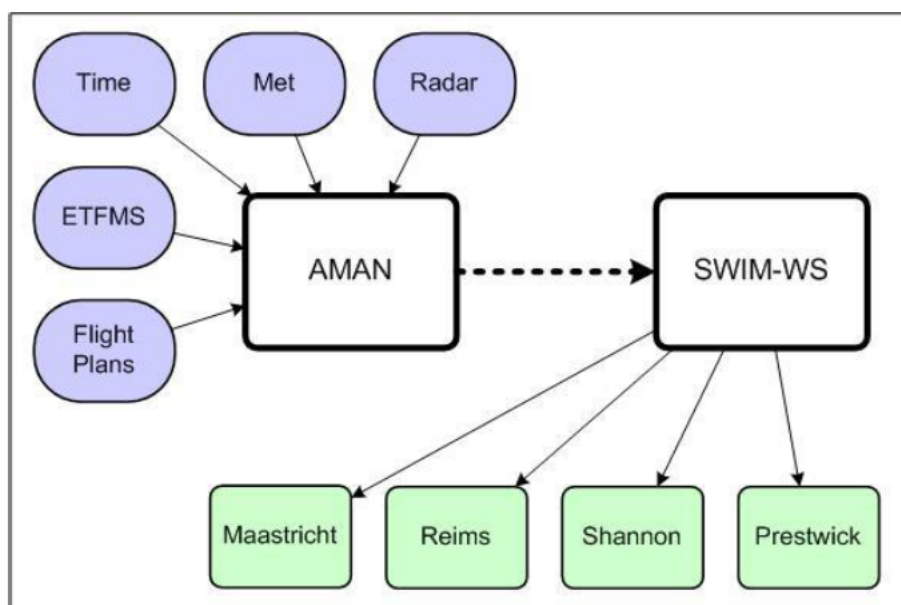 Time
Met
Radar
ETFMS
AMAN
SWIM-WS
Flight
Plans
Maastricht
Reims
Shannon
Prestwick